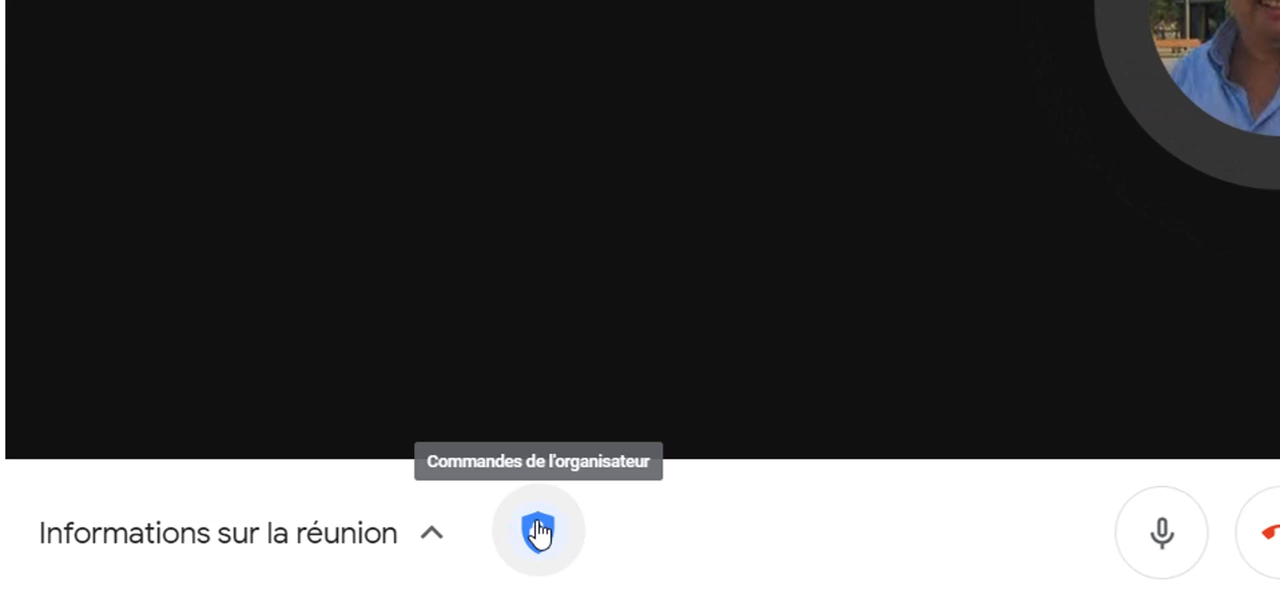 Commandes de l'organisateur
Informations sur la réunion